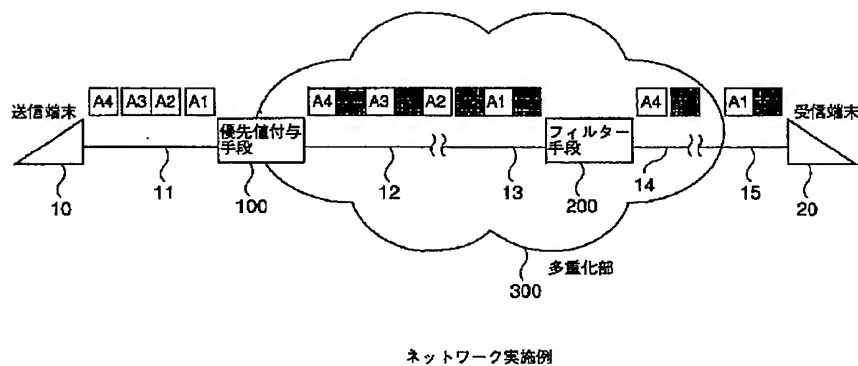 A4 A3 A2 A1 A4 A3 A2 A1 A4 A1
送信端末 優先値付与 フィルター 受信端末
手段 手段
10 11 100 12 13 200 14 15 20
多重化部
300
ネットワーク実施例